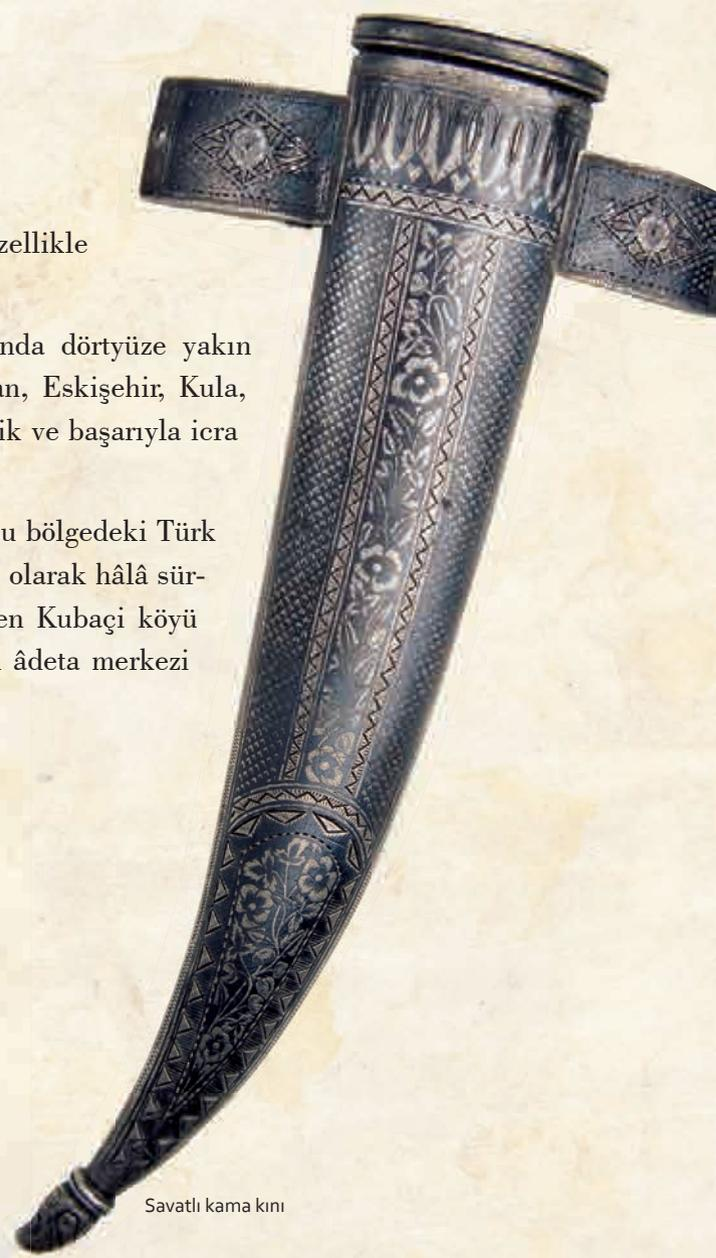 zellikle
nda dörtyüze yakın
an, Eskişehir, Kula,
ik ve başarıyla icra
u bölgedeki Türk
olarak hâlâ sür-
en Kubaçi köyü
âdeta merkezi
Savatlı kama kını